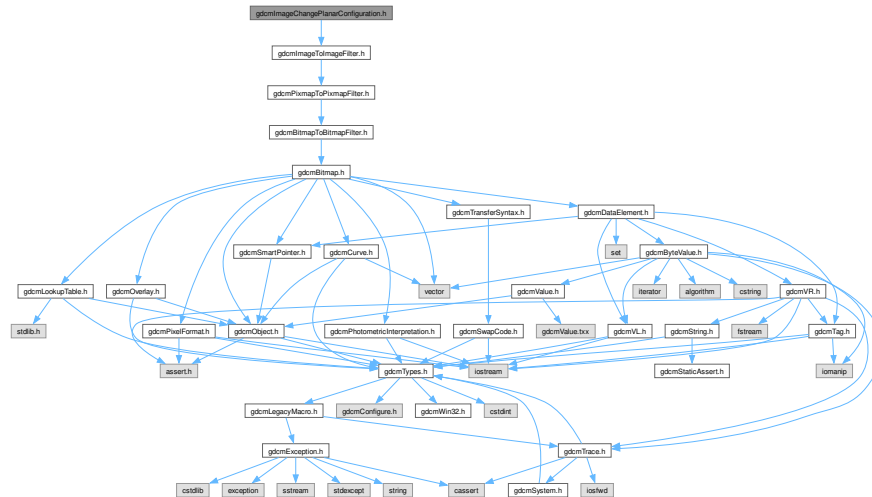 gdcmImageChangePlanarConfiguration.h
gdcmImageToImageFilter.h
gdcmPixmapToPixmapFilter.h
gdcmBitmapToBitmapFilter.h
gdcmBitmap.h
gdcmTransferSyntax.h
gdcmDataElement.h
gdcmSmartPointer.h
gdcmCurve.h
set
gdcmByteValue.h
gdcmLookupTable.h
gdcmOverlay.h
vector
gdcmValue.h
iterator
algorithm
cstring
gdcmVR.h
stdlib.h
gdcmPixelFormat.h
gdcmObject.h
gdcmPhotometricInterpretation.h
gdcmSwapCode.h
gdcmValue.txx
gdcmVL.h
gdcmString.h
fstream
gdcmTag.h
assert.h
gdcmTypes.h
iostream
gdcmStaticAssert.h
iomanip
gdcmLegacyMacro.h
gdcmConfigure.h
gdcmWin32.h
cstdint
gdcmException.h
gdcmTrace.h
cstdlib
exception
sstream
stdexcept
string
cassert
gdcmSystem.h
iosfwd